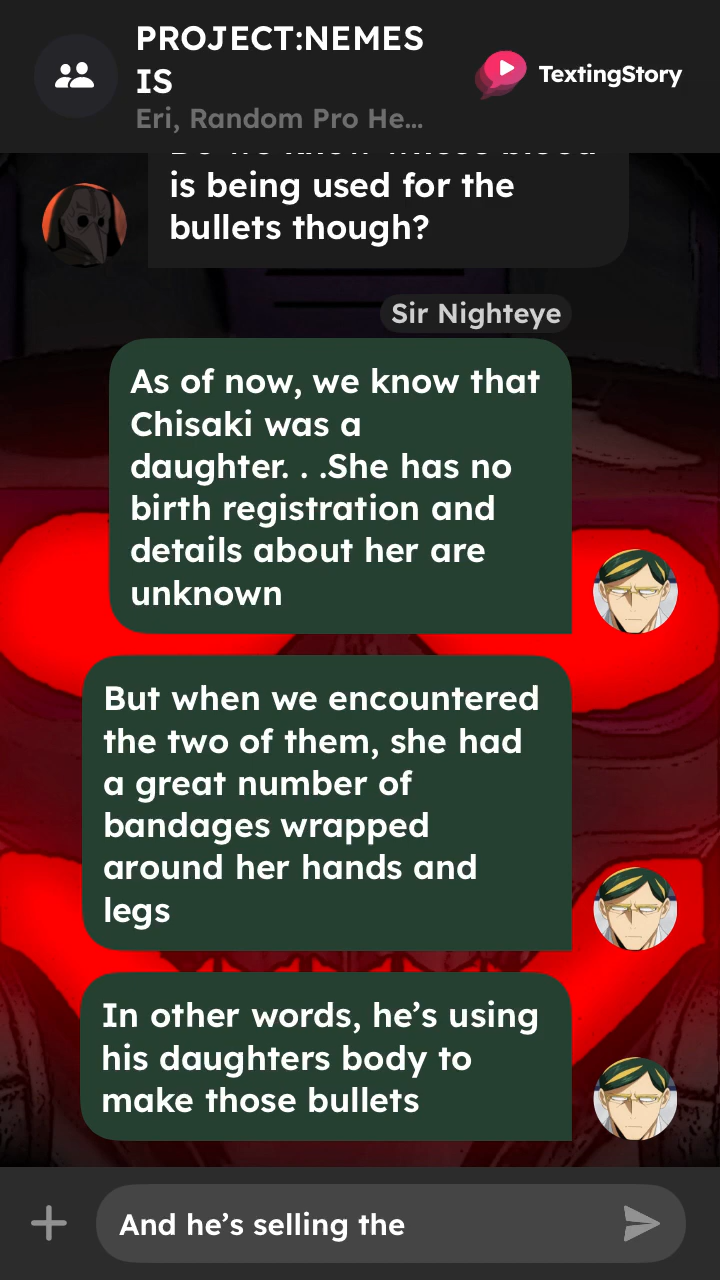 PROJECT:NEMES
IS
TextingStory
Eri, Random Pro He...
is being used for the
bullets though?
Sir Nighteye
As of now, we know that
Chisaki was a
daughter. . .She has no
birth registration and
details about her are
unknown
But when we encountered
the two of them, she had
a great number of
bandages wrapped
around her hands and
legs
In other words, he’s using
his daughters body to
make those bullets
And he’s selling the